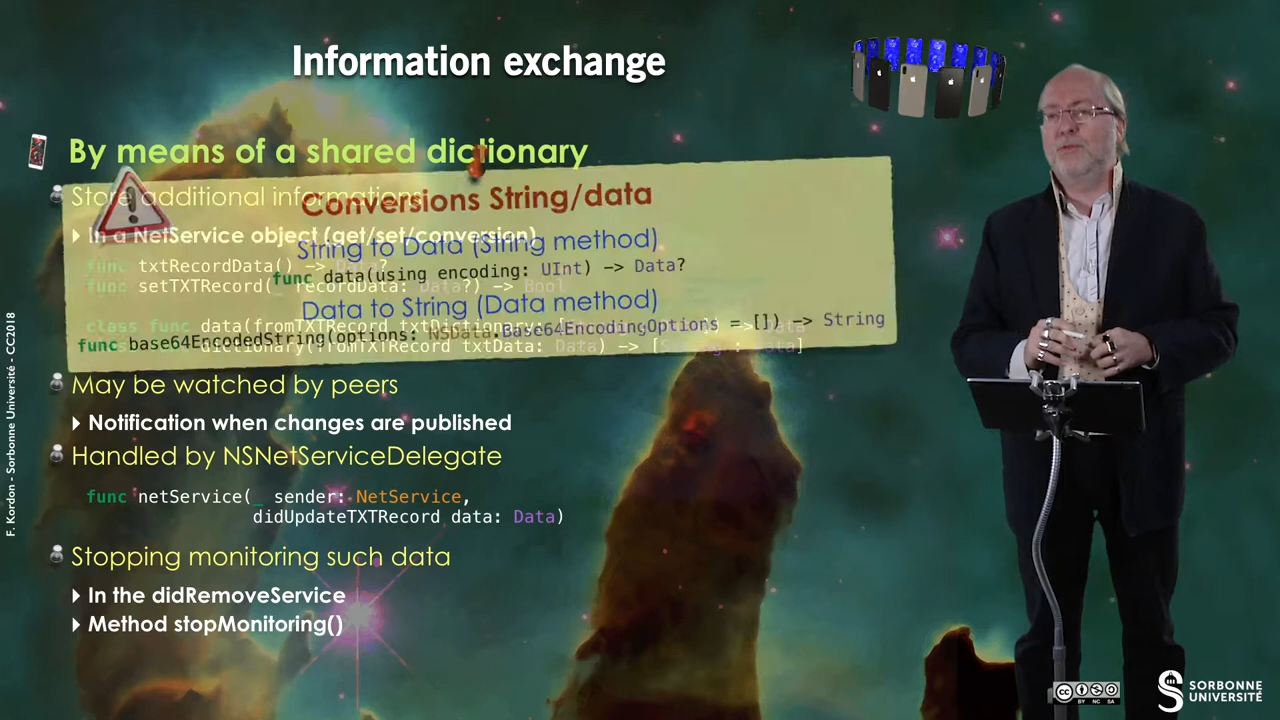 Information exchange
By means of a shared dictionary
Store additional informations
Conversions String/data
In a NetService object (get/set/conversion)
String to Data (String method)
func txtRecordData() -> Data?
func data(using encoding: UInt) -> Data?
func setTXTRecord(_ recordData: Data?) -> Bool
Data to String (Data method)
class func data(fromTXTRecord txtDictionary: [
func base64EncodedString(options: NSData.Base64EncodingOptions = []) -> String
dictionary(fromTXTRecord txtData: Data) -> [String : Data]
May be watched by peers
Notification when changes are published
Handled by NSNetServiceDelegate
func netService(_ sender: NetService,
didUpdateTXTRecord data: Data)
Stopping monitoring such data
In the didRemoveService
Method stopMonitoring()
F. Kordon - Sorbonne Université - CC2018
CC BY NC SA
SORBONNE
UNIVERSITÉ